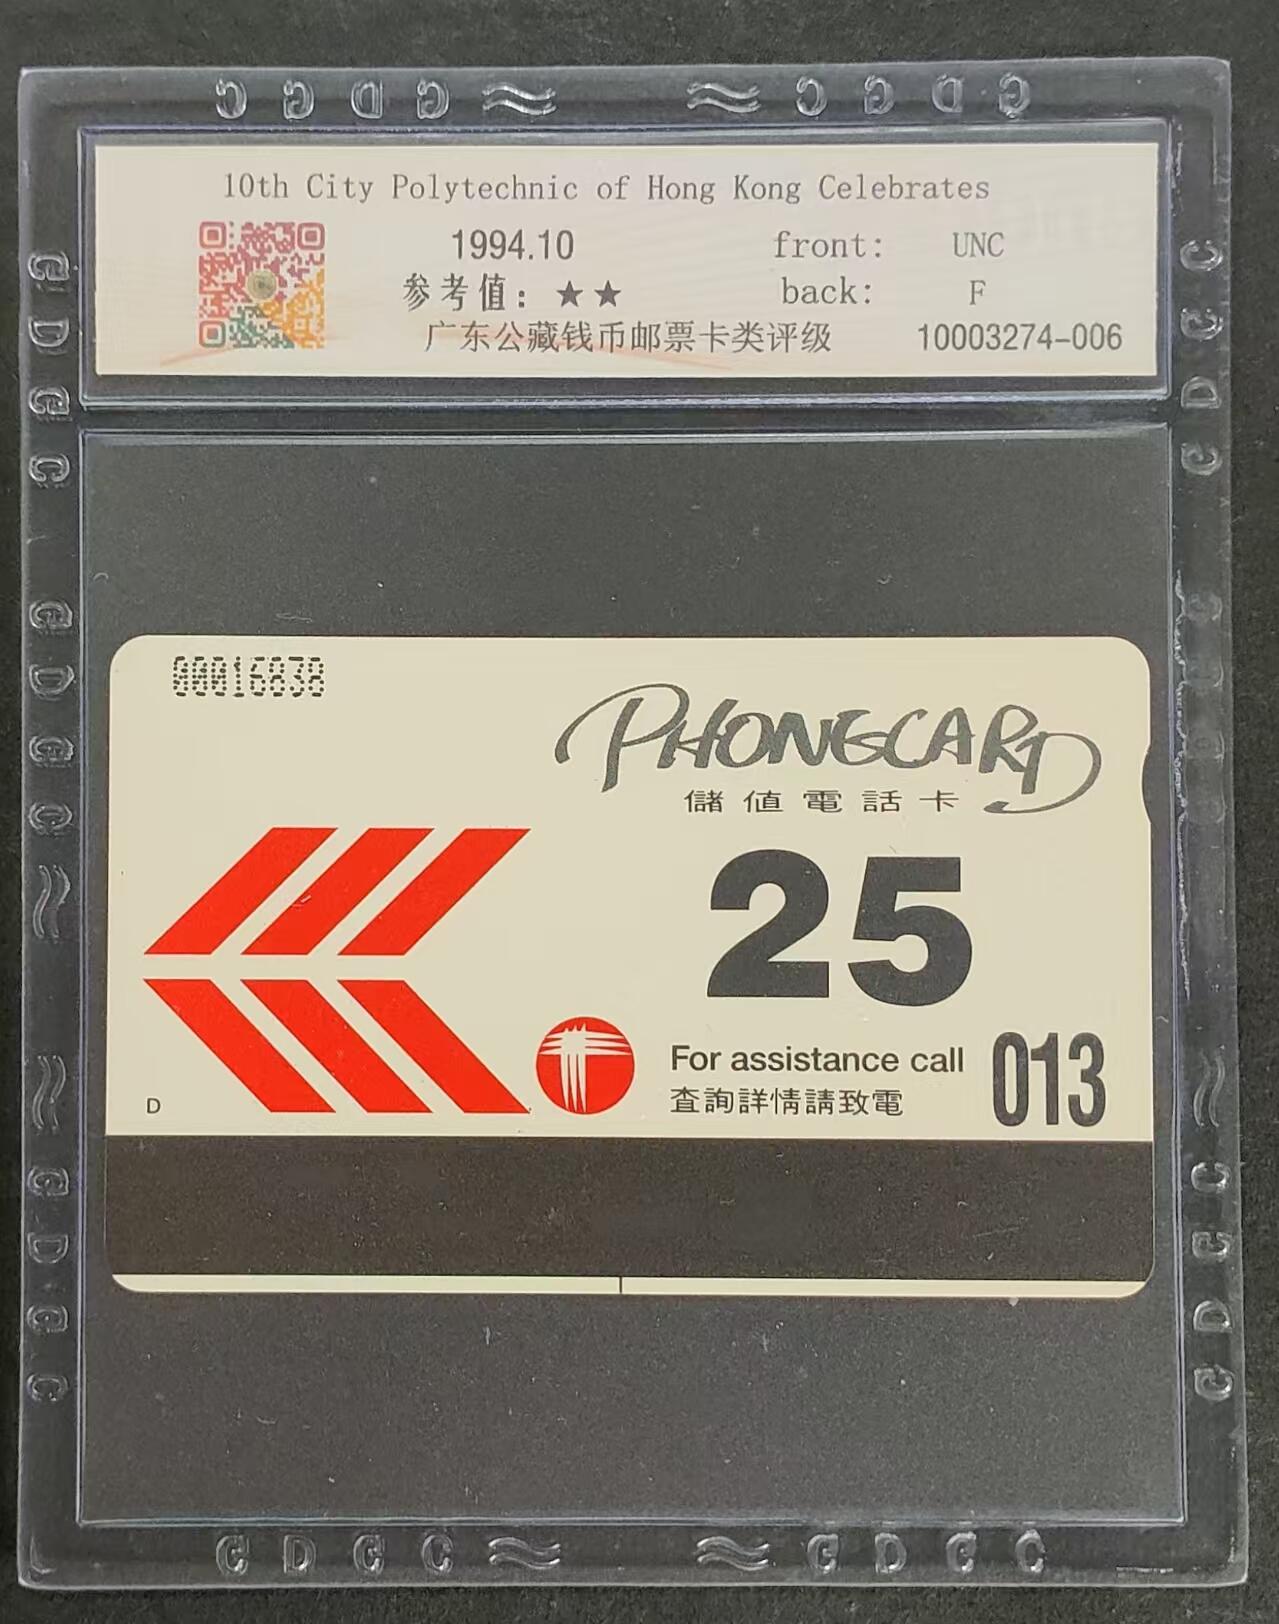 C G D G
G D G C
10th City Polytechnic of Hong Kong Celebrates
1994.10
front: UNC
参考值：★★
back: F
广东公藏钱币邮票卡类评级
10003274-006
00016838
PHONECARD
儲值電話卡
25
For assistance call
013
查詢詳情請致電
D
G D G C
G D G C